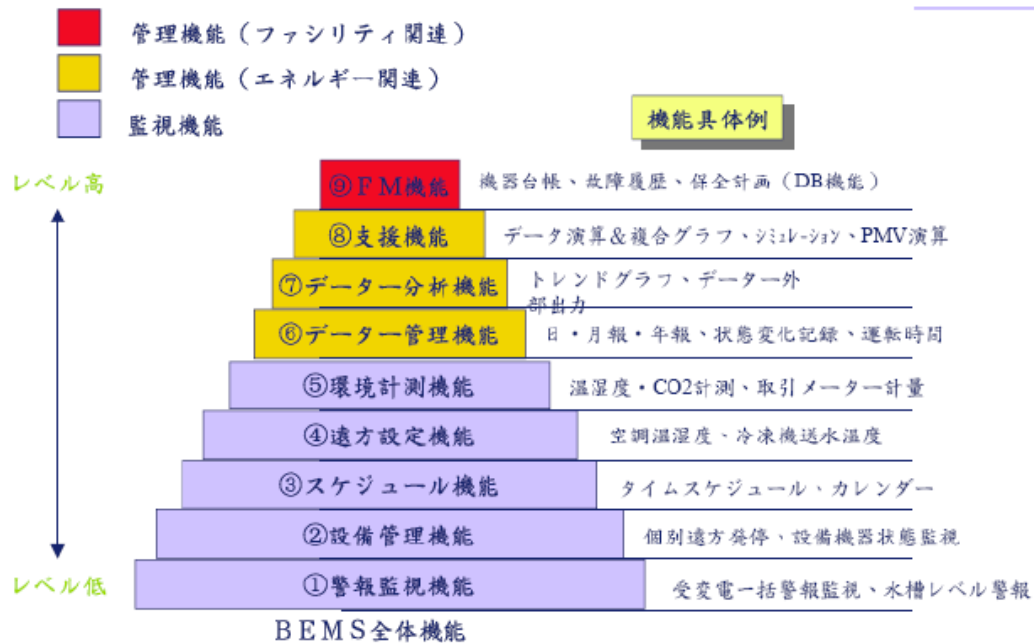 管理機能（ファシリティ関連）
管理機能（エネルギー関連）
監視機能
機能具体例
レベル高
⑨ＦＭ機能
機器台帳、故障履歴、保全計画（DB機能）
⑧支援機能
データ演算＆複合グラフ、ｼﾐｭﾚｰｼｮﾝ、PMV演算
⑦データー分析機能
トレンドグラフ、データー外
部出力
⑥データー管理機能
日・月報・年報、状態変化記録、運転時間
⑤環境計測機能
温湿度・CO2計測、取引メーター計量
④遠方設定機能
空調温湿度、冷凍機送水温度
③スケジュール機能
タイムスケジュール、カレンダー
②設備管理機能
個別遠方発停、設備機器状態監視
レベル低
①警報監視機能
受変電一括警報監視、水槽レベル警報
ＢＥＭＳ全体機能